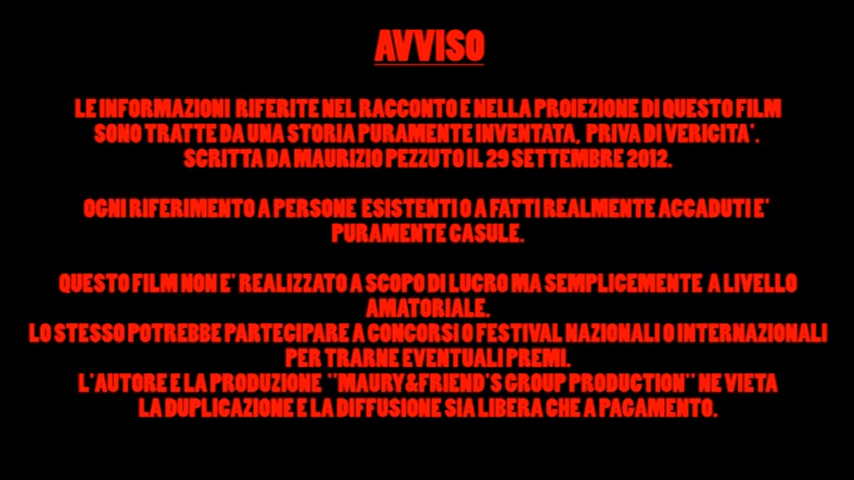 AVVISO
LE INFORMAZIONI RIFERITE NEL RACCONTO E NELLA PROIEZIONE DI QUESTO FILM
SONO TRATTE DA UNA STORIA PURAMENTE INVENTATA, PRIVA DI VERICITA'.
SCRITTA DA MAURIZIO PEZZUTO IL 29 SETTEMBRE 2012.
OGNI RIFERIMENTO A PERSONE ESISTENTI O A FATTI REALMENTE ACCADUTI E'
PURAMENTE CASULE.
QUESTO FILM NON E' REALIZZATO A SCOPO DI LUCRO MA SEMPLICEMENTE A LIVELLO
AMATORIALE.
LO STESSO POTREBBE PARTECIPARE A CONCORSI O FESTIVAL NAZIONALI O INTERNAZIONALI
PER TRARNE EVENTUALI PREMI.
L'AUTORE E LA PRODUZIONE "MAURY&FRIEND'S GROUP PRODUCTION" NE VIETA
LA DUPLICAZIONE E LA DIFFUSIONE SIA LIBERA CHE A PAGAMENTO.